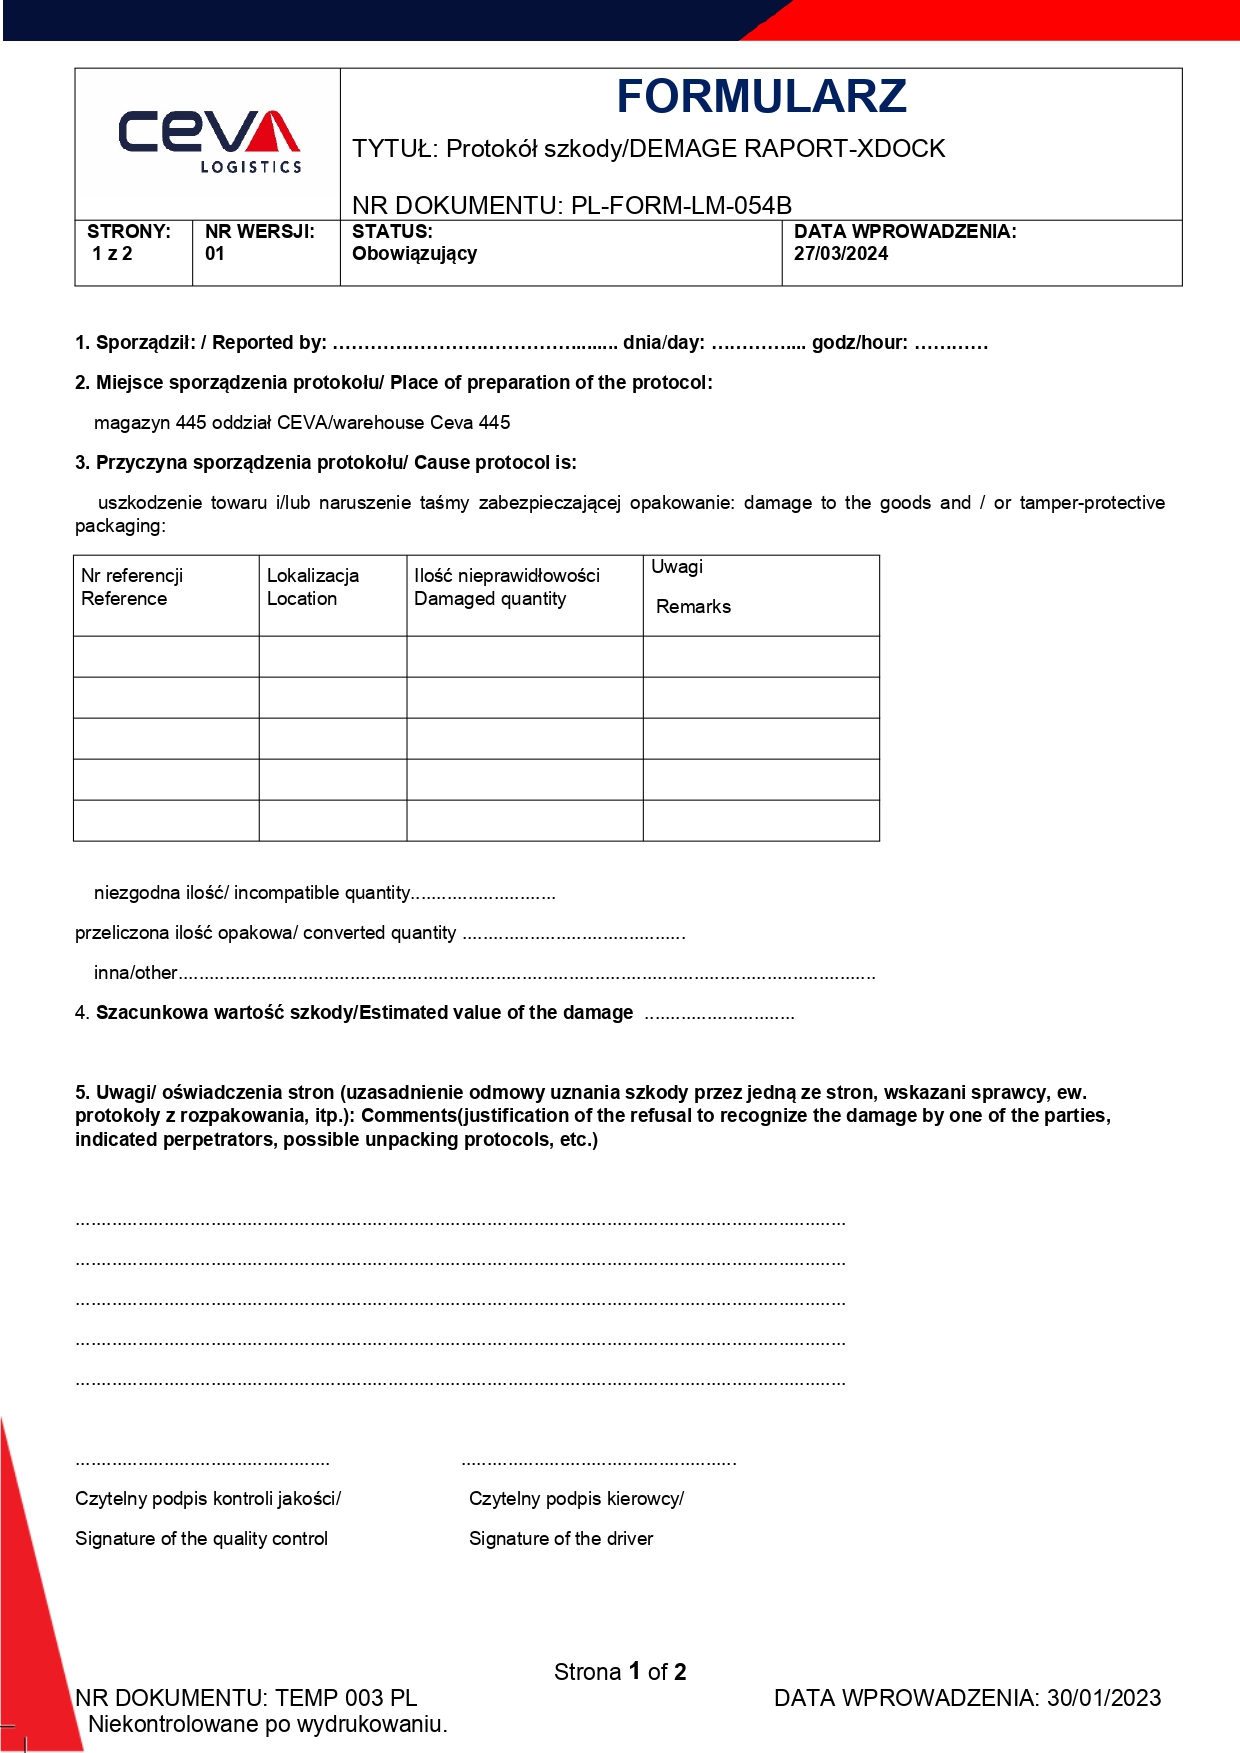 CEVA
LOGISTICS
FORMULARZ
TYTUŁ: Protokół szkody/DEMAGE RAPORT-XDOCK
NR DOKUMENTU: PL-FORM-LM-054B
STRONY:
1 z 2
NR WERSJI:
01
STATUS:
Obowiązujący
DATA WPROWADZENIA:
27/03/2024
1. Sporządził: / Reported by: ………………………………….…... dnia/day: ………….... godz/hour: …………
2. Miejsce sporządzenia protokołu/ Place of preparation of the protocol:
magazyn 445 oddział CEVA/warehouse Ceva 445
3. Przyczyna sporządzenia protokołu/ Cause protocol is:
uszkodzenie towaru i/lub naruszenie taśmy zabezpieczającej opakowanie: damage to the goods and / or tamper-protective
packaging:
Nr referencji
Reference
Lokalizacja
Location
Ilość nieprawidłowości
Damaged quantity
Uwagi
Remarks
niezgodna ilość/ incompatible quantity............................
przeliczona ilość opakowa/ converted quantity ...........................................
inna/other......................................................................................................................................
4. Szacunkowa wartość szkody/Estimated value of the damage .............................
5. Uwagi/ oświadczenia stron (uzasadnienie odmowy uznania szkody przez jedną ze stron, wskazani sprawcy, ew.
protokoły z rozpakowania, itp.): Comments(justification of the refusal to recognize the damage by one of the parties,
indicated perpetrators, possible unpacking protocols, etc.)
....................................................................................................................................................
....................................................................................................................................................
....................................................................................................................................................
....................................................................................................................................................
....................................................................................................................................................
................................................. .....................................................
Czytelny podpis kontroli jakości/ Czytelny podpis kierowcy/
Signature of the quality control Signature of the driver
Strona 1 of 2
NR DOKUMENTU: TEMP 003 PL DATA WPROWADZENIA: 30/01/2023
Niekontrolowane po wydrukowaniu.